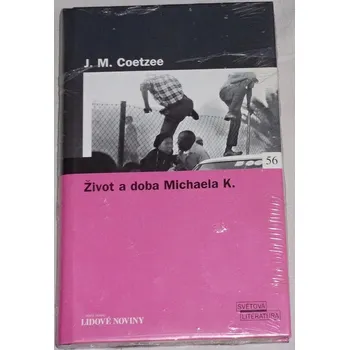 J. M. Coetzee
56
Život a doba Michaela K.
LIDOVÉ NOVINY
SVĚTOVÁ
LITERATURA